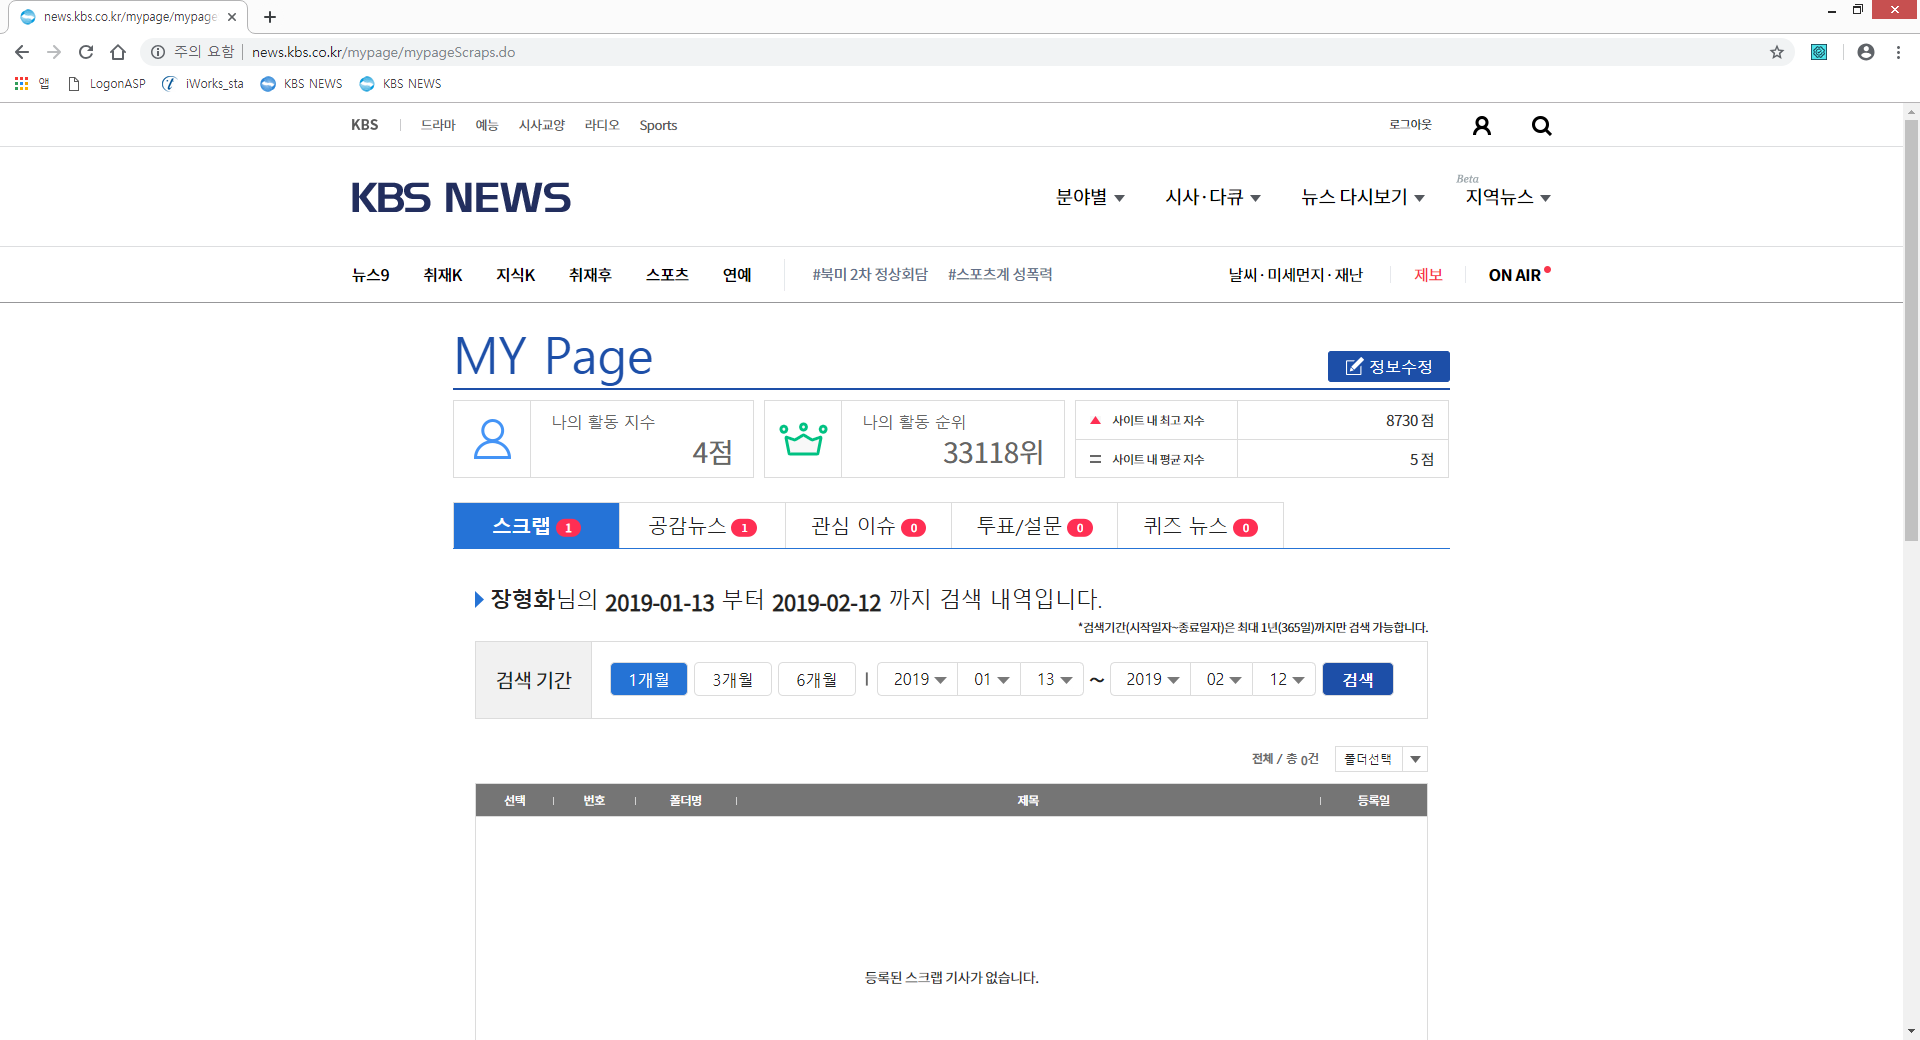 news.kbs.co.kr/mypage/mypage
주의 요함 news.kbs.co.kr/mypage/mypageScraps.do
앱 LogonASP iWorks_sta KBS NEWS KBS NEWS
KBS 드라마 예능 시사교양 라디오 Sports 로그아웃
KBS NEWS
분야별 시사·다큐 뉴스 다시보기 Beta 지역뉴스
뉴스9 취재K 지식K 취재후 스포츠 연예 #북미 2차 정상회담 #스포츠계 성폭력 날씨·미세먼지·재난 제보 ON AIR
MY Page
정보수정
나의 활동 지수
4점
나의 활동 순위
33118위
사이트 내 최고 지수 8730 점
사이트 내 평균 지수 5 점
스크랩 1 공감뉴스 1 관심 이슈 0 투표/설문 0 퀴즈 뉴스 0
장형화님의 2019-01-13 부터 2019-02-12 까지 검색 내역입니다.
*검색기간(시작일자~종료일자)은 최대 1년(365일)까지만 검색 가능합니다.
검색 기간 1개월 3개월 6개월 | 2019 01 13 ~ 2019 02 12 검색
전체 / 총 0건 폴더선택
선택 번호 폴더명 제목 등록일
등록된 스크랩 기사가 없습니다.